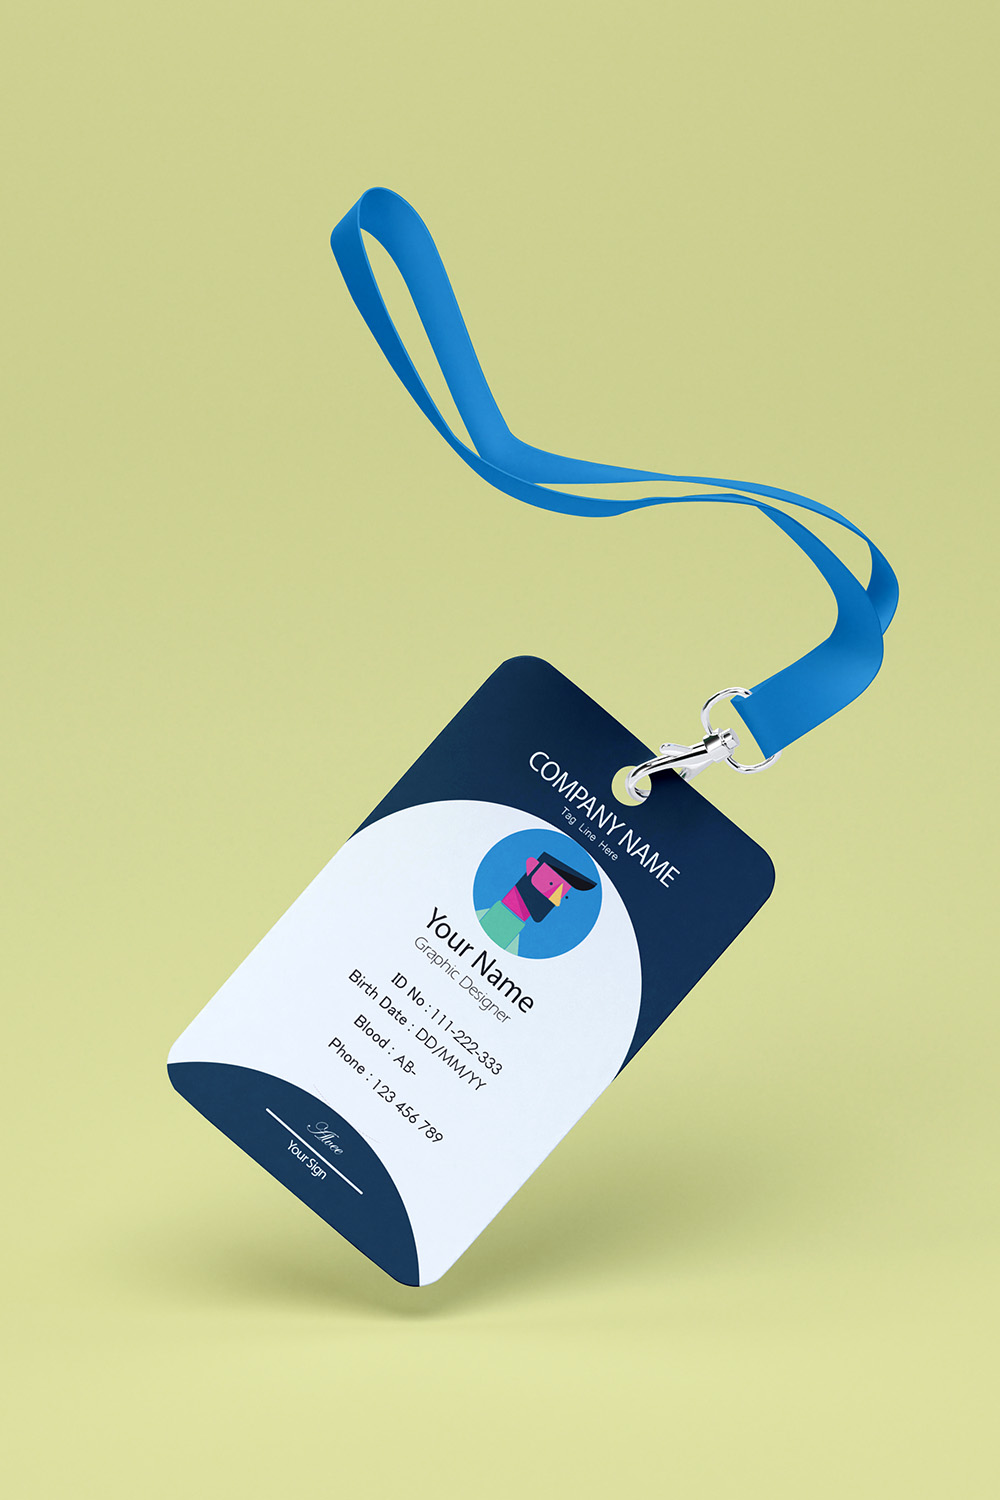 COMPANY NAME
Tag Line Here
Your Name
Graphic Designer
ID No : 111-222-333
Birth Date : DD/MM/YY
Blood : AB-
Phone : 123 456 789
Alvee
Your Sign